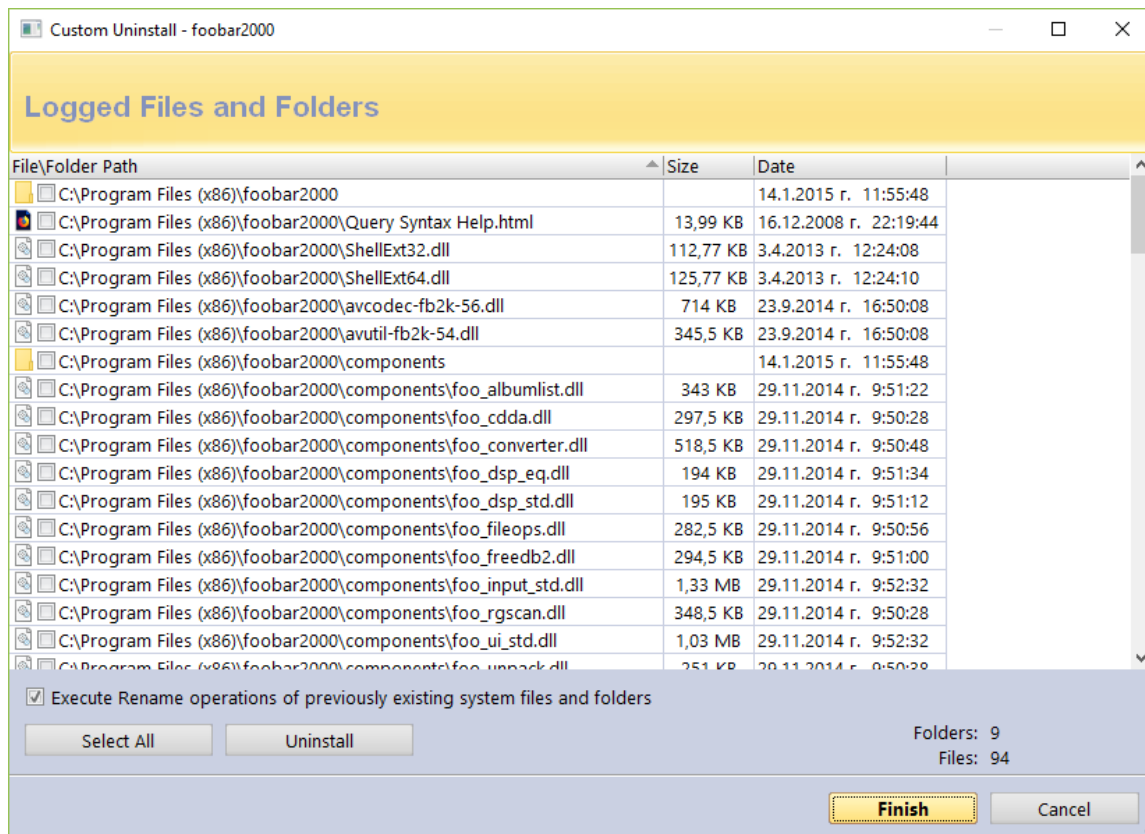 Custom Uninstall - foobar2000
Logged Files and Folders
File\Folder Path Size Date
C:\Program Files (x86)\foobar2000 14.1.2015 г. 11:55:48
C:\Program Files (x86)\foobar2000\Query Syntax Help.html 13,99 KB 16.12.2008 г. 22:19:44
C:\Program Files (x86)\foobar2000\ShellExt32.dll 112,77 KB 3.4.2013 г. 12:24:08
C:\Program Files (x86)\foobar2000\ShellExt64.dll 125,77 KB 3.4.2013 г. 12:24:10
C:\Program Files (x86)\foobar2000\avcodec-fb2k-56.dll 714 KB 23.9.2014 г. 16:50:08
C:\Program Files (x86)\foobar2000\avutil-fb2k-54.dll 345,5 KB 23.9.2014 г. 16:50:08
C:\Program Files (x86)\foobar2000\components 14.1.2015 г. 11:55:48
C:\Program Files (x86)\foobar2000\components\foo_albumlist.dll 343 KB 29.11.2014 г. 9:51:22
C:\Program Files (x86)\foobar2000\components\foo_cdda.dll 297,5 KB 29.11.2014 г. 9:50:28
C:\Program Files (x86)\foobar2000\components\foo_converter.dll 518,5 KB 29.11.2014 г. 9:50:48
C:\Program Files (x86)\foobar2000\components\foo_dsp_eq.dll 194 KB 29.11.2014 г. 9:51:34
C:\Program Files (x86)\foobar2000\components\foo_dsp_std.dll 195 KB 29.11.2014 г. 9:51:12
C:\Program Files (x86)\foobar2000\components\foo_fileops.dll 282,5 KB 29.11.2014 г. 9:50:56
C:\Program Files (x86)\foobar2000\components\foo_freedb2.dll 294,5 KB 29.11.2014 г. 9:51:00
C:\Program Files (x86)\foobar2000\components\foo_input_std.dll 1,33 MB 29.11.2014 г. 9:52:32
C:\Program Files (x86)\foobar2000\components\foo_rgscan.dll 348,5 KB 29.11.2014 г. 9:50:28
C:\Program Files (x86)\foobar2000\components\foo_ui_std.dll 1,03 MB 29.11.2014 г. 9:52:32
C:\Program Files (x86)\foobar2000\components\foo_unpack.dll 251 KB 29.11.2014 г. 9:50:38
Execute Rename operations of previously existing system files and folders
Select All Uninstall Folders: 9
Files: 94
Finish Cancel